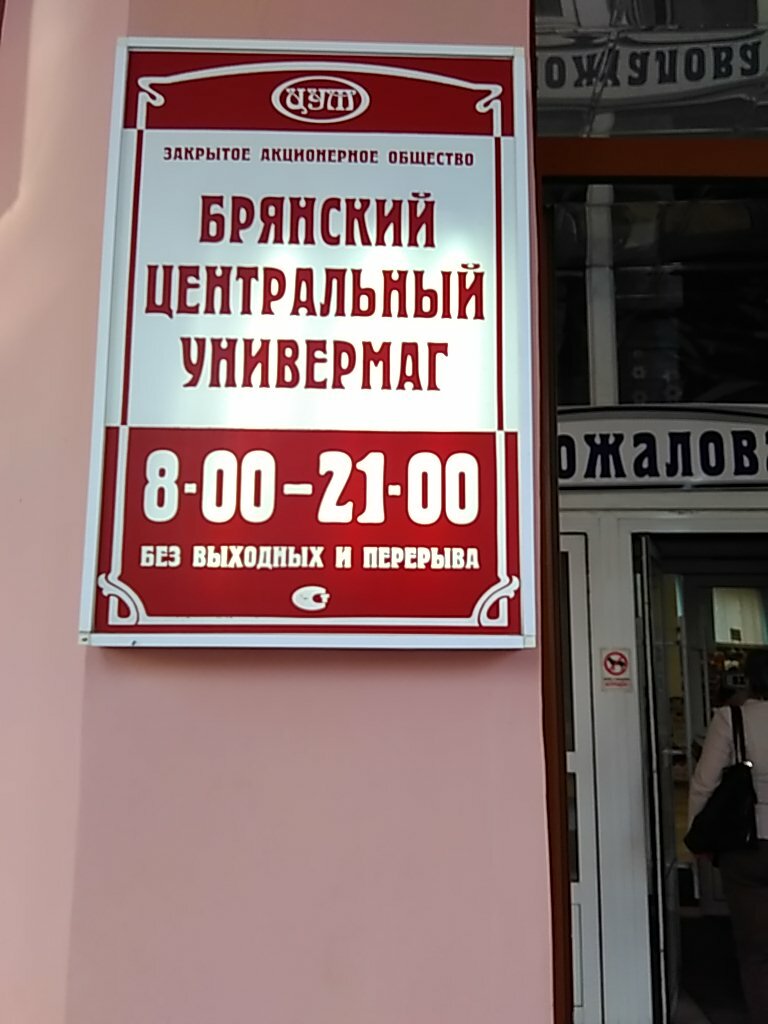 ЦУМ
ЗАКРЫТОЕ АКЦИОНЕРНОЕ ОБЩЕСТВО
БРЯНСКИЙ
ЦЕНТРАЛЬНЫЙ
УНИВЕРМАГ
8-00-21-00
БЕЗ ВЫХОДНЫХ И ПЕРЕРЫВА
ожалова